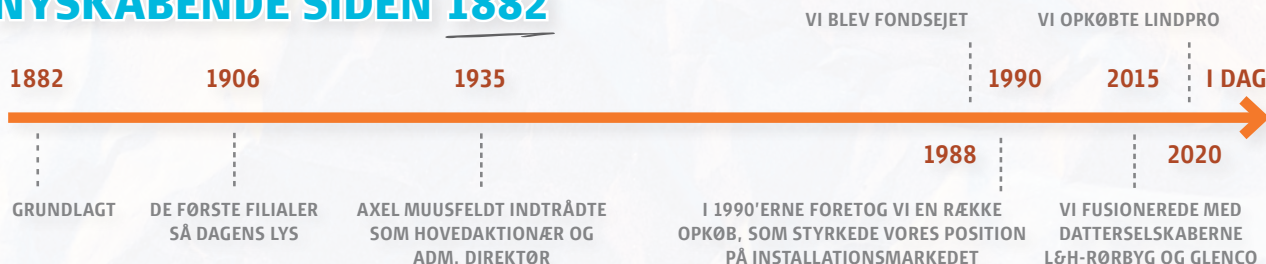 NYSKABENDE SIDEN 1882
VI BLEV FONDSEJET
VI OPKØBTE LINDPRO
1882
1906
1935
1990
2015
I DAG
1988
2020
GRUNDLAGT
DE FØRSTE FILIALER
SÅ DAGENS LYS
AXEL MUUSFELDT INDTRÅDTE
SOM HOVEDAKTIONÆR OG
ADM. DIREKTØR
I 1990'ERNE FORETOG VI EN RÆKKE
OPKØB, SOM STYRKEDE VORES POSITION
PÅ INSTALLATIONSMARKEDET
VI FUSIONEREDE MED
DATTERSELSKABERNE
L&H-RØRBYG OG GLENCO